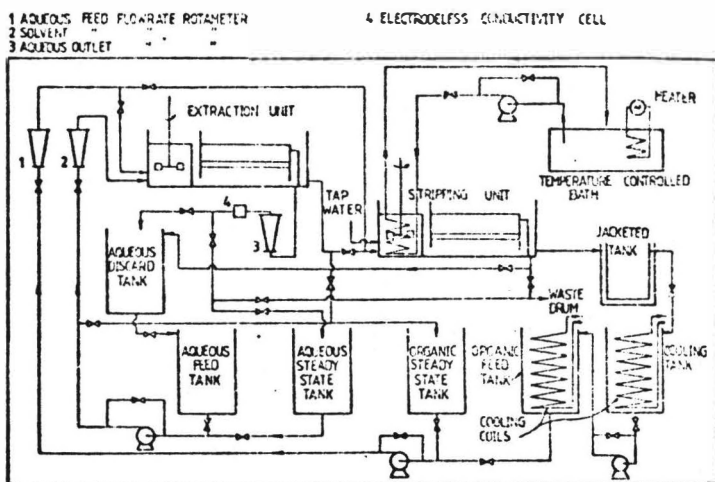 1 AQUEOUS FEED FLOWRATE ROTAMETER
2 SOLVENT " " "
3 AQUEOUS OUTLET " " "
4 ELECTRODELESS CONDUCTIVITY CELL
EXTRACTION UNIT
HEATER
1
2
TEMPERATURE CONTROLLED
BATH
TAP
WATER
STRIPPING UNIT
4
3
JACKETED
TANK
AQUEOUS
DISCARD
TANK
WASTE
DRUM
AQUEOUS
FEED
TANK
AQUEOUS
STEADY
STATE
TANK
ORGANIC
STEADY
STATE
TANK
ORGANIC
FEED
TANK
COOLING
TANK
COOLING
COILS